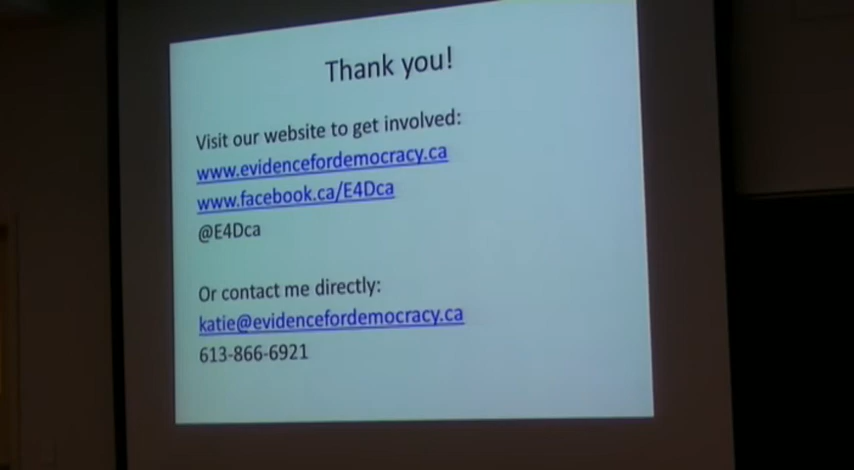 Thank you!
Visit our website to get involved:
www.evidencefordemocracy.ca
www.facebook.ca/E4Dca
@E4Dca
Or contact me directly:
katie@evidencefordemocracy.ca
613-866-6921